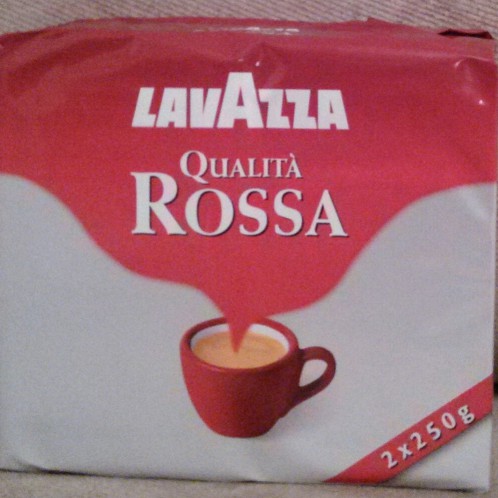 LAVAZZA
QUALITÀ
ROSSA
2x250g